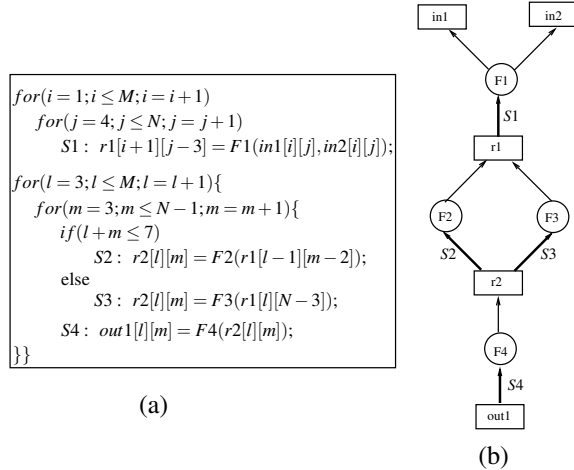 for(i = 1; i ≤ M; i = i + 1)
for(j = 4; j ≤ N; j = j + 1)
S1 : r1[i + 1][j − 3] = F1(in1[i][j], in2[i][j]);
for(l = 3; l ≤ M; l = l + 1){
for(m = 3; m ≤ N − 1; m = m + 1){
if(l + m ≤ 7)
S2 : r2[l][m] = F2(r1[l − 1][m − 2]);
else
S3 : r2[l][m] = F3(r1[l][N − 3]);
S4 : out1[l][m] = F4(r2[l][m]);
}}
(a)
in1
in2
F1
S1
r1
F2
F3
S2
S3
r2
F4
S4
out1
(b)